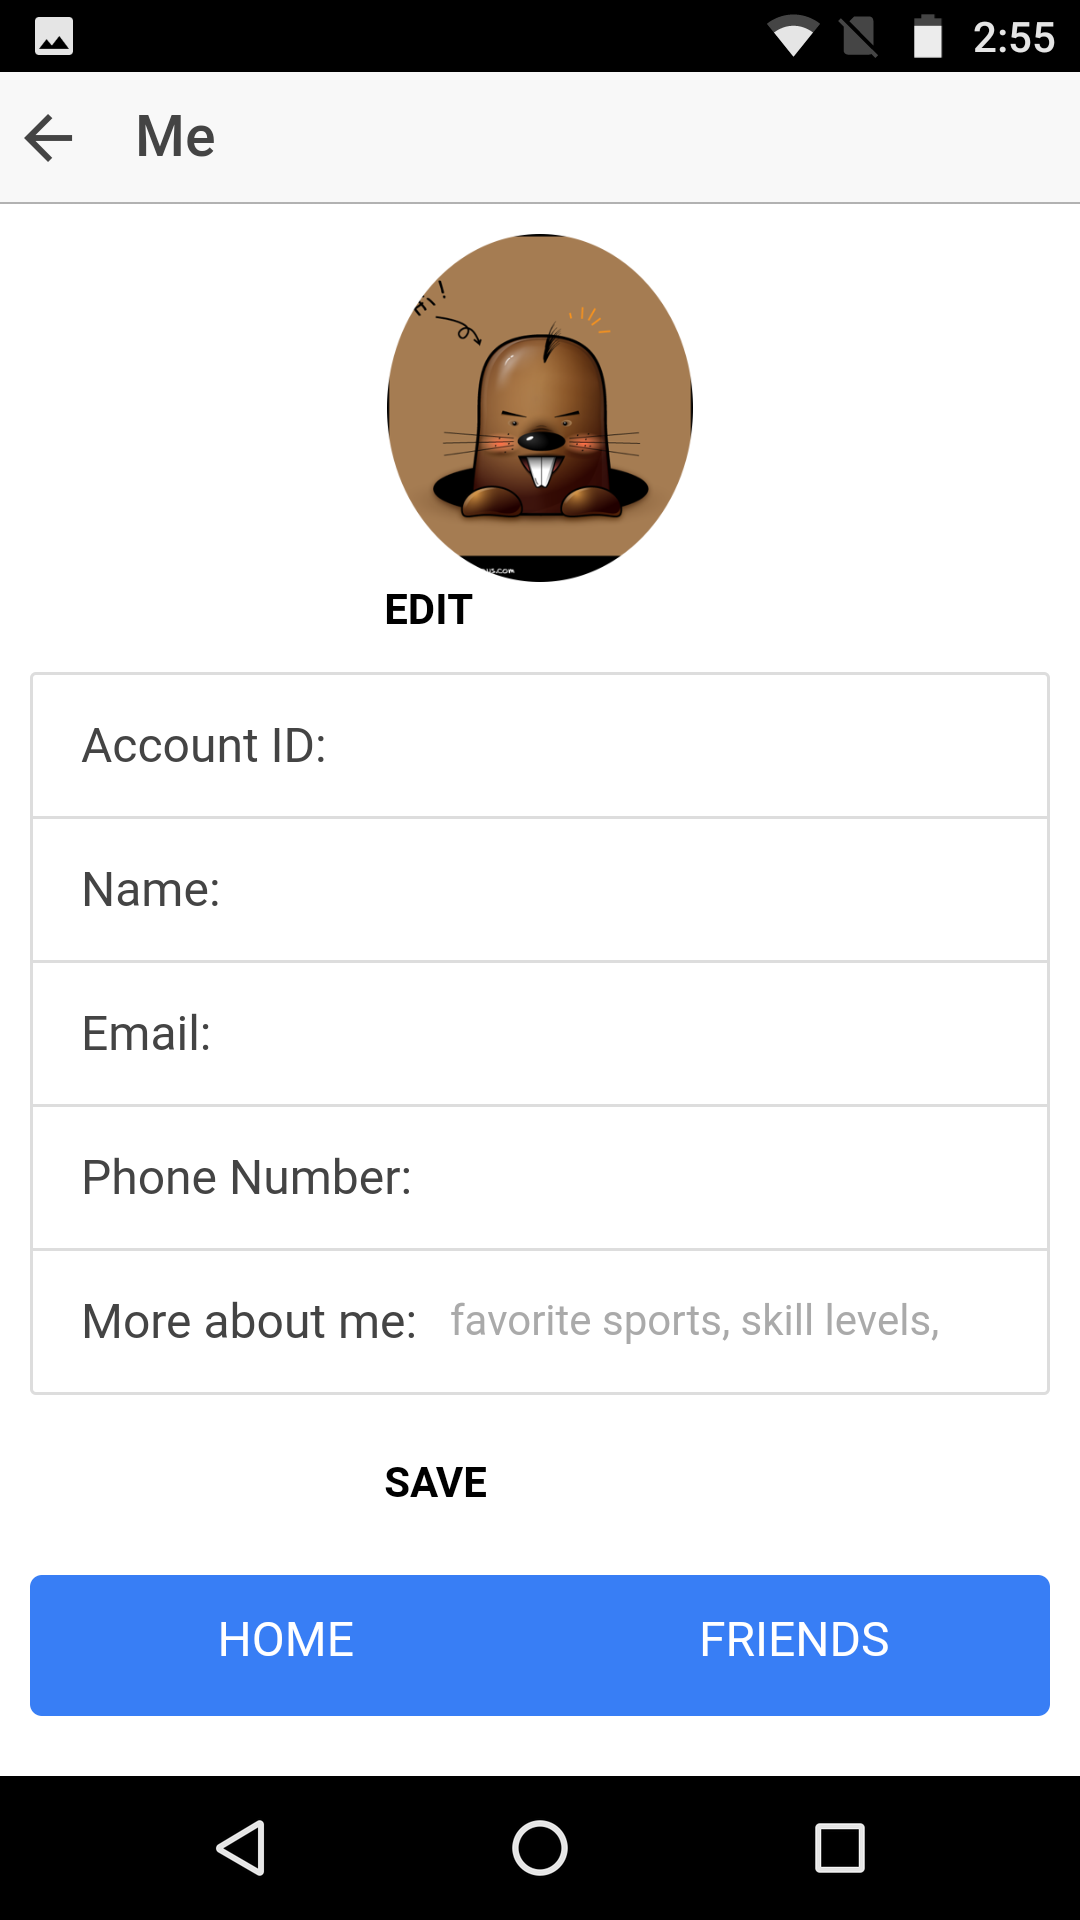 2:55
Me
Hi!
EDIT
Account ID:
Name:
Email:
Phone Number:
More about me: favorite sports, skill levels,
SAVE
HOME FRIENDS